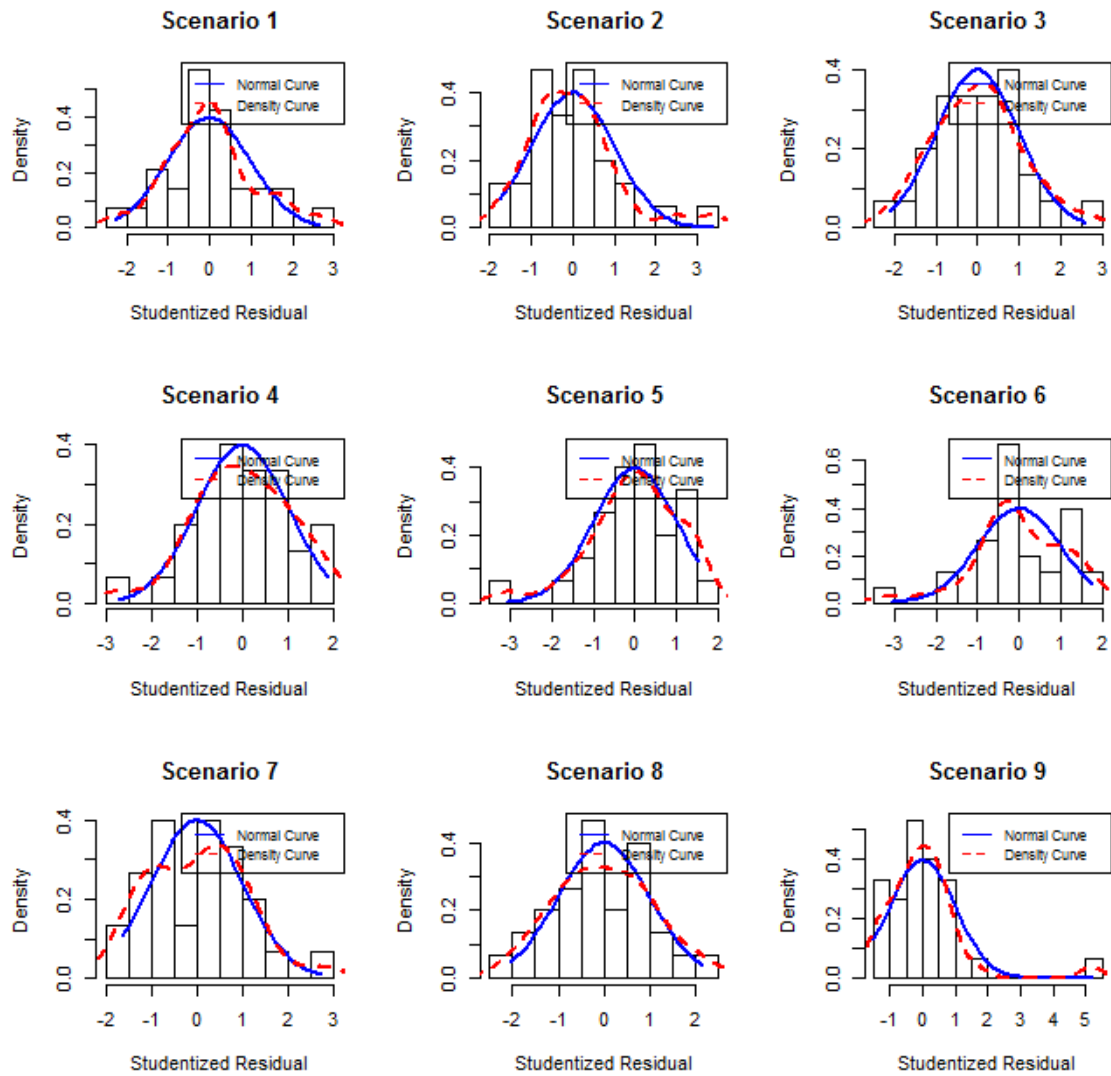 Scenario 1
Normal Curve
Density Curve
Density
0.0 0.2 0.4
-2 -1 0 1 2 3
Studentized Residual
Scenario 2
Normal Curve
Density Curve
Density
0.0 0.2 0.4
-2 -1 0 1 2 3
Studentized Residual
Scenario 3
Normal Curve
Density Curve
Density
0.0 0.2 0.4
-2 -1 0 1 2 3
Studentized Residual
Scenario 4
Normal Curve
Density Curve
Density
0.0 0.2 0.4
-3 -2 -1 0 1 2
Studentized Residual
Scenario 5
Normal Curve
Density Curve
Density
0.0 0.2 0.4
-3 -2 -1 0 1 2
Studentized Residual
Scenario 6
Normal Curve
Density Curve
Density
0.0 0.2 0.4 0.6
-3 -2 -1 0 1 2
Studentized Residual
Scenario 7
Normal Curve
Density Curve
Density
0.0 0.2 0.4
-2 -1 0 1 2 3
Studentized Residual
Scenario 8
Normal Curve
Density Curve
Density
0.0 0.2 0.4
-2 -1 0 1 2
Studentized Residual
Scenario 9
Normal Curve
Density Curve
Density
0.0 0.2 0.4
-1 0 1 2 3 4 5
Studentized Residual